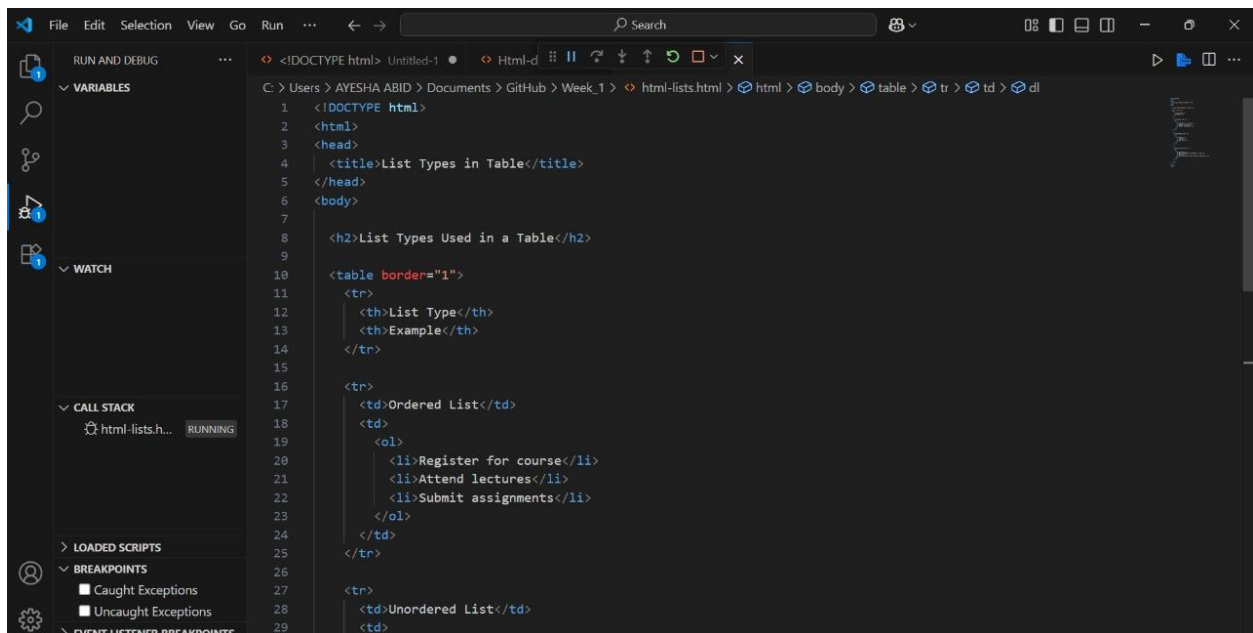 File Edit Selection View Go Run ··· Search
RUN AND DEBUG ···
<!DOCTYPE html> Untitled-1 Html-d
VARIABLES
C: > Users > AYESHA ABID > Documents > GitHub > Week_1 > html-lists.html > html > body > table > tr > td > dl
1 <!DOCTYPE html>
2 <html>
3 <head>
4 <title>List Types in Table</title>
5 </head>
6 <body>
7
8 <h2>List Types Used in a Table</h2>
9
10 <table border="1">
11 <tr>
12 <th>List Type</th>
13 <th>Example</th>
14 </tr>
15
16 <tr>
17 <td>Ordered List</td>
18 <td>
19 <ol>
20 <li>Register for course</li>
21 <li>Attend lectures</li>
22 <li>Submit assignments</li>
23 </ol>
24 </td>
25 </tr>
26
27 <tr>
28 <td>Unordered List</td>
29 <td>
WATCH
CALL STACK
html-lists.h... RUNNING
LOADED SCRIPTS
BREAKPOINTS
Caught Exceptions
Uncaught Exceptions
EVENT LISTENER BREAKPOINTS
1
1
1